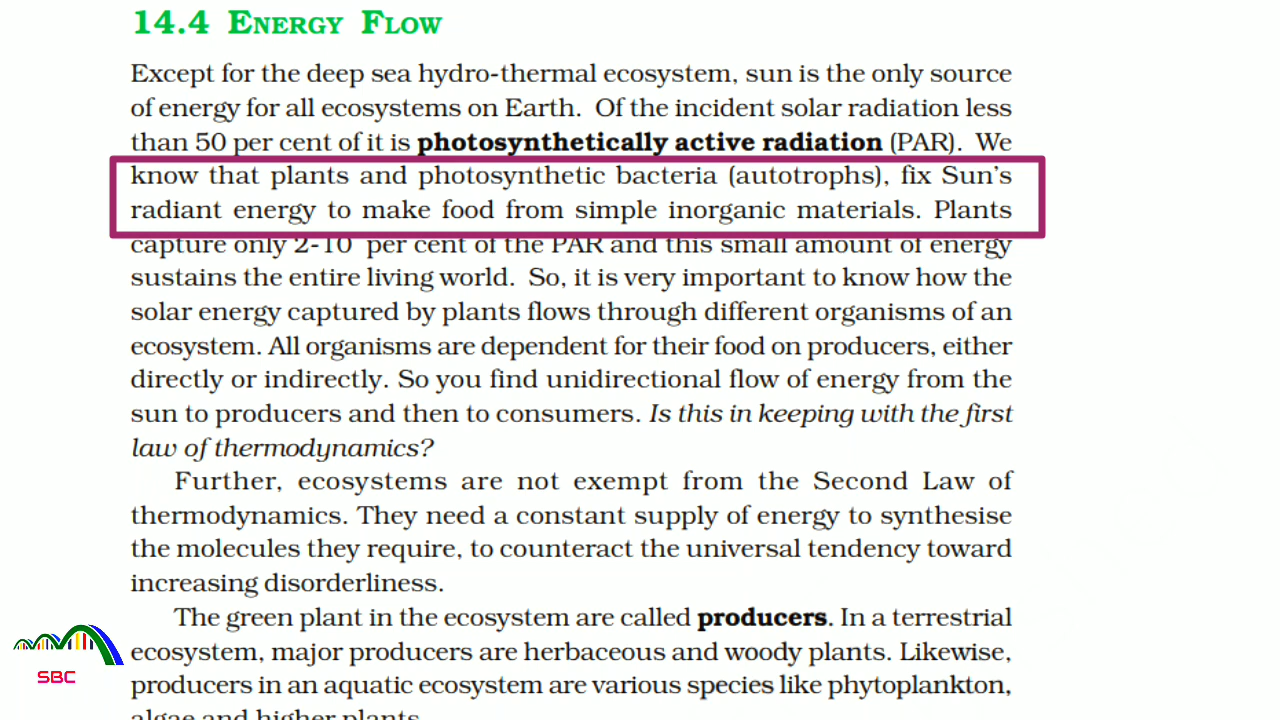 14.4 ENERGY FLOW
Except for the deep sea hydro-thermal ecosystem, sun is the only source
of energy for all ecosystems on Earth. Of the incident solar radiation less
than 50 per cent of it is photosynthetically active radiation (PAR). We
know that plants and photosynthetic bacteria (autotrophs), fix Sun's
radiant energy to make food from simple inorganic materials. Plants
capture only 2-10 per cent of the PAR and this small amount of energy
sustains the entire living world. So, it is very important to know how the
solar energy captured by plants flows through different organisms of an
ecosystem. All organisms are dependent for their food on producers, either
directly or indirectly. So you find unidirectional flow of energy from the
sun to producers and then to consumers. Is this in keeping with the first
law of thermodynamics?
Further, ecosystems are not exempt from the Second Law of
thermodynamics. They need a constant supply of energy to synthesise
the molecules they require, to counteract the universal tendency toward
increasing disorderliness.
The green plant in the ecosystem are called producers. In a terrestrial
ecosystem, major producers are herbaceous and woody plants. Likewise,
producers in an aquatic ecosystem are various species like phytoplankton,
algae and higher plants.
SBC